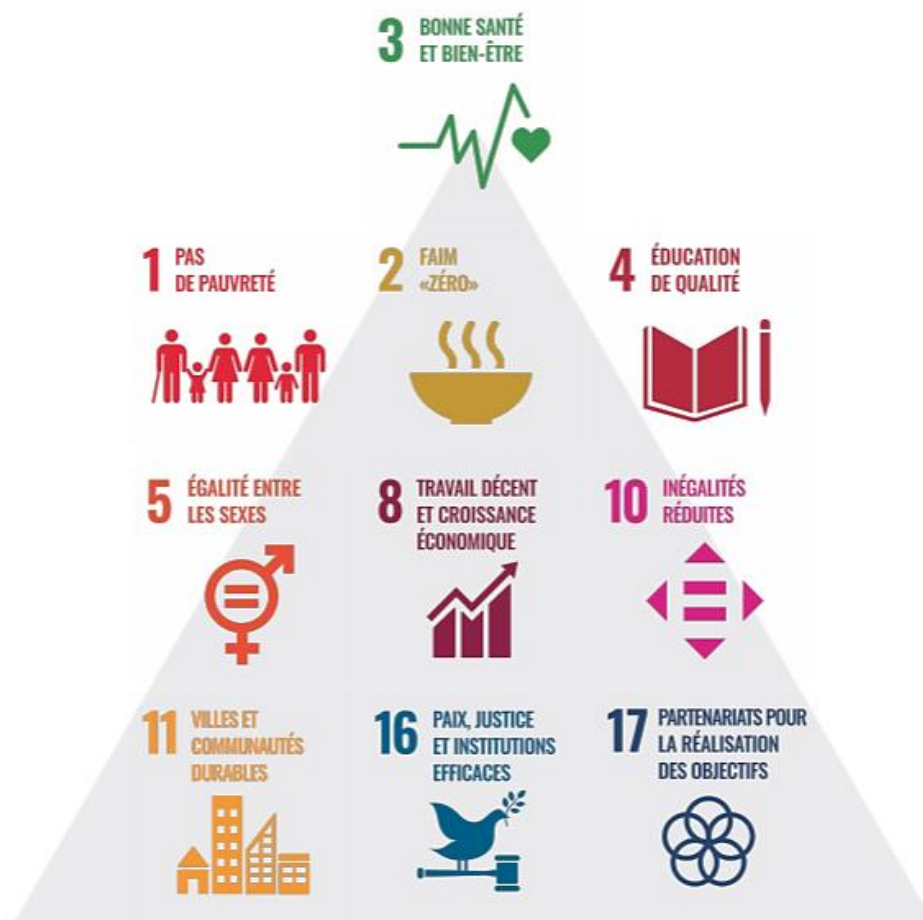 3 BONNE SANTÉ
ET BIEN-ÊTRE
1 PAS
DE PAUVRETÉ
2 FAIM
«ZÉRO»
4 ÉDUCATION
DE QUALITÉ
5 ÉGALITÉ ENTRE
LES SEXES
8 TRAVAIL DÉCENT
ET CROISSANCE
ÉCONOMIQUE
10 INÉGALITÉS
RÉDUITES
11 VILLES ET
COMMUNAUTÉS
DURABLES
16 PAIX, JUSTICE
ET INSTITUTIONS
EFFICACES
17 PARTENARIATS POUR
LA RÉALISATION
DES OBJECTIFS